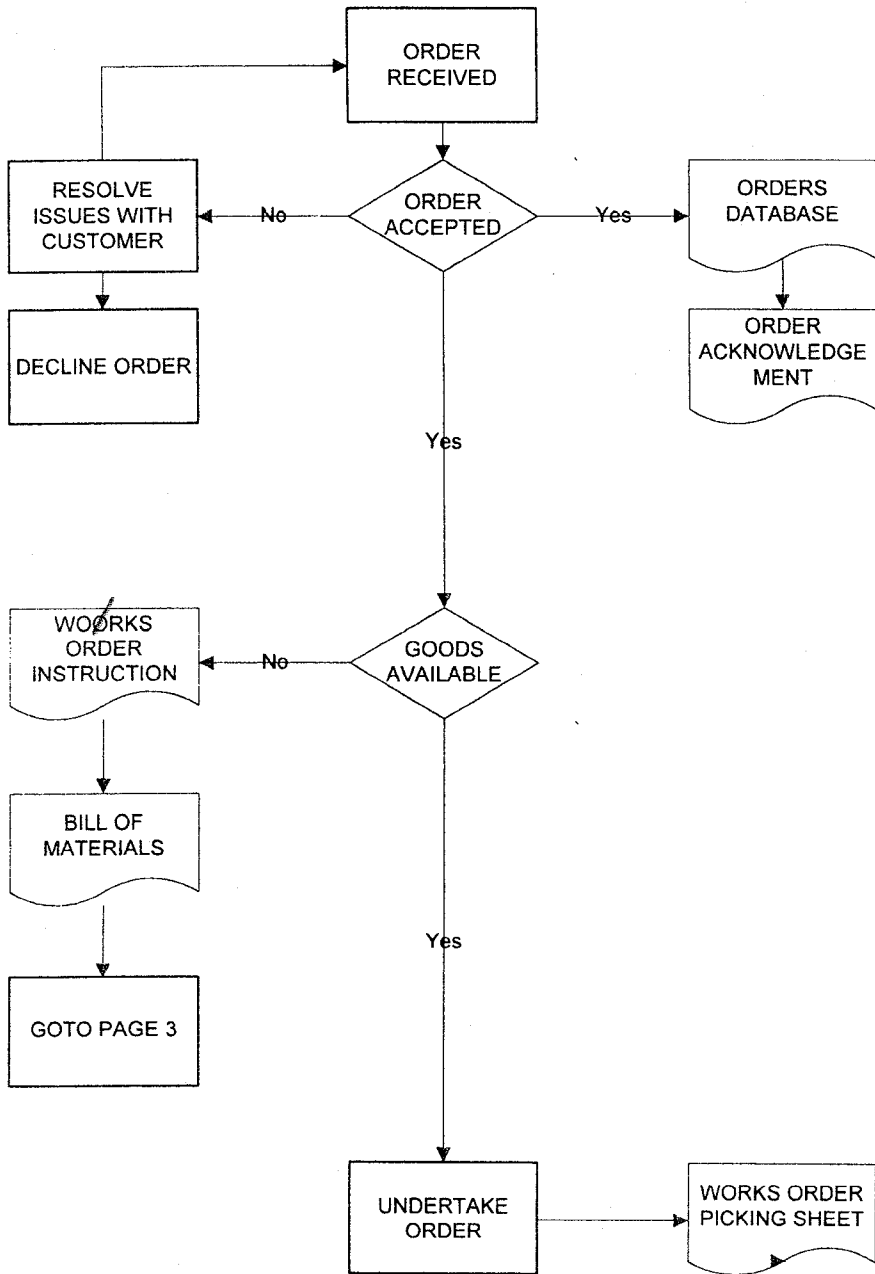 ORDER
RECEIVED
RESOLVE
ISSUES WITH
CUSTOMER
No
ORDER
ACCEPTED
Yes
ORDERS
DATABASE
DECLINE ORDER
ORDER
ACKNOWLEDGE
MENT
Yes
WOORKS
ORDER
INSTRUCTION
No
GOODS
AVAILABLE
BILL OF
MATERIALS
Yes
GOTO PAGE 3
UNDERTAKE
ORDER
WORKS ORDER
PICKING SHEET